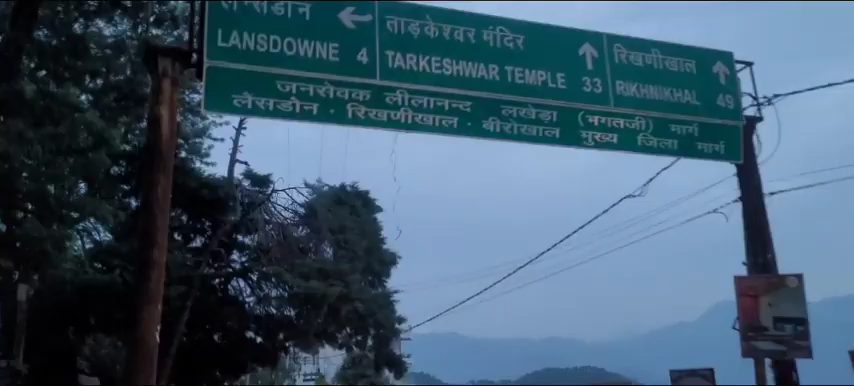 लैन्सडौन
LANSDOWNE 4
ताड़केश्वर मंदिर
TARKESHWAR TEMPLE 33
रिखणीखाल
RIKHNIKHAL 49
जनसेवक लीलानन्द लखेड़ा (भगतजी) मार्ग
लैंसडौन · रिखणीखाल · बीरोखाल मुख्य जिला मार्ग